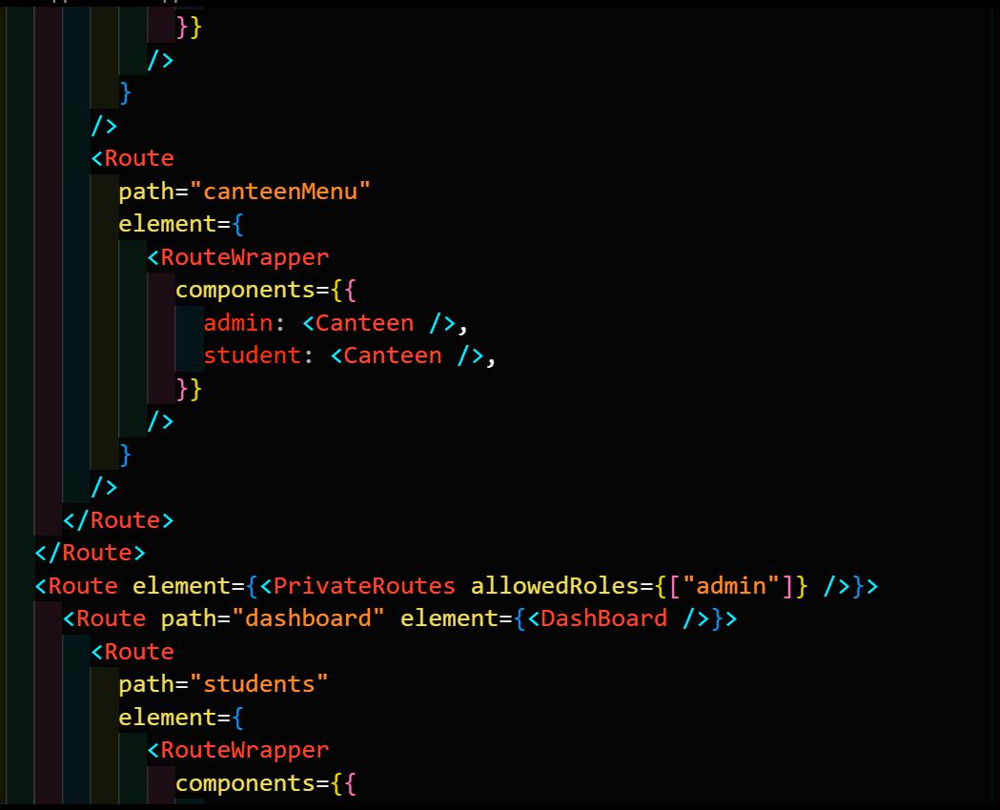 }}
/>
}
/>
<Route
path="canteenMenu"
element={
<RouteWrapper
components={{
admin: <Canteen />,
student: <Canteen />,
}}
/>
}
/>
</Route>
</Route>
<Route element={<PrivateRoutes allowedRoles={["admin"]} />}>
<Route path="dashboard" element={<DashBoard />}>
<Route
path="students"
element={
<RouteWrapper
components={{